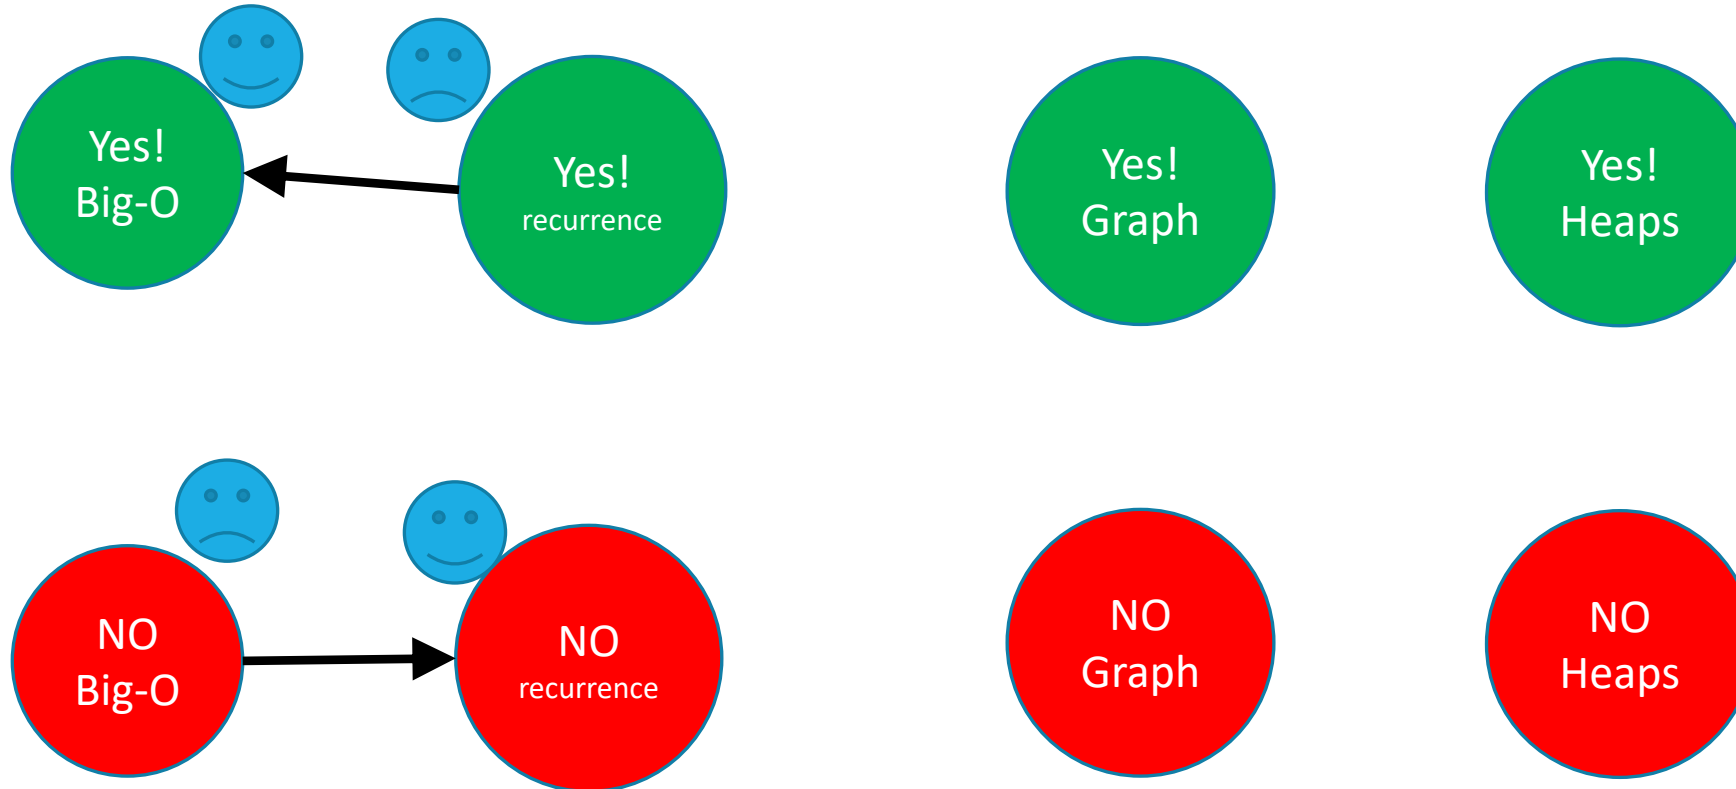 Yes!
Big-O
Yes!
recurrence
Yes!
Graph
Yes!
Heaps
NO
Big-O
NO
recurrence
NO
Graph
NO
Heaps